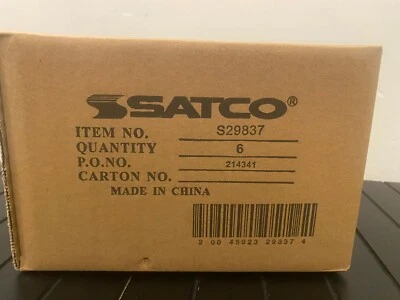 SATCO®
ITEM NO. S29837
QUANTITY 6
P.O.NO. 214341
CARTON NO.
MADE IN CHINA
2 00 45923 29837 4